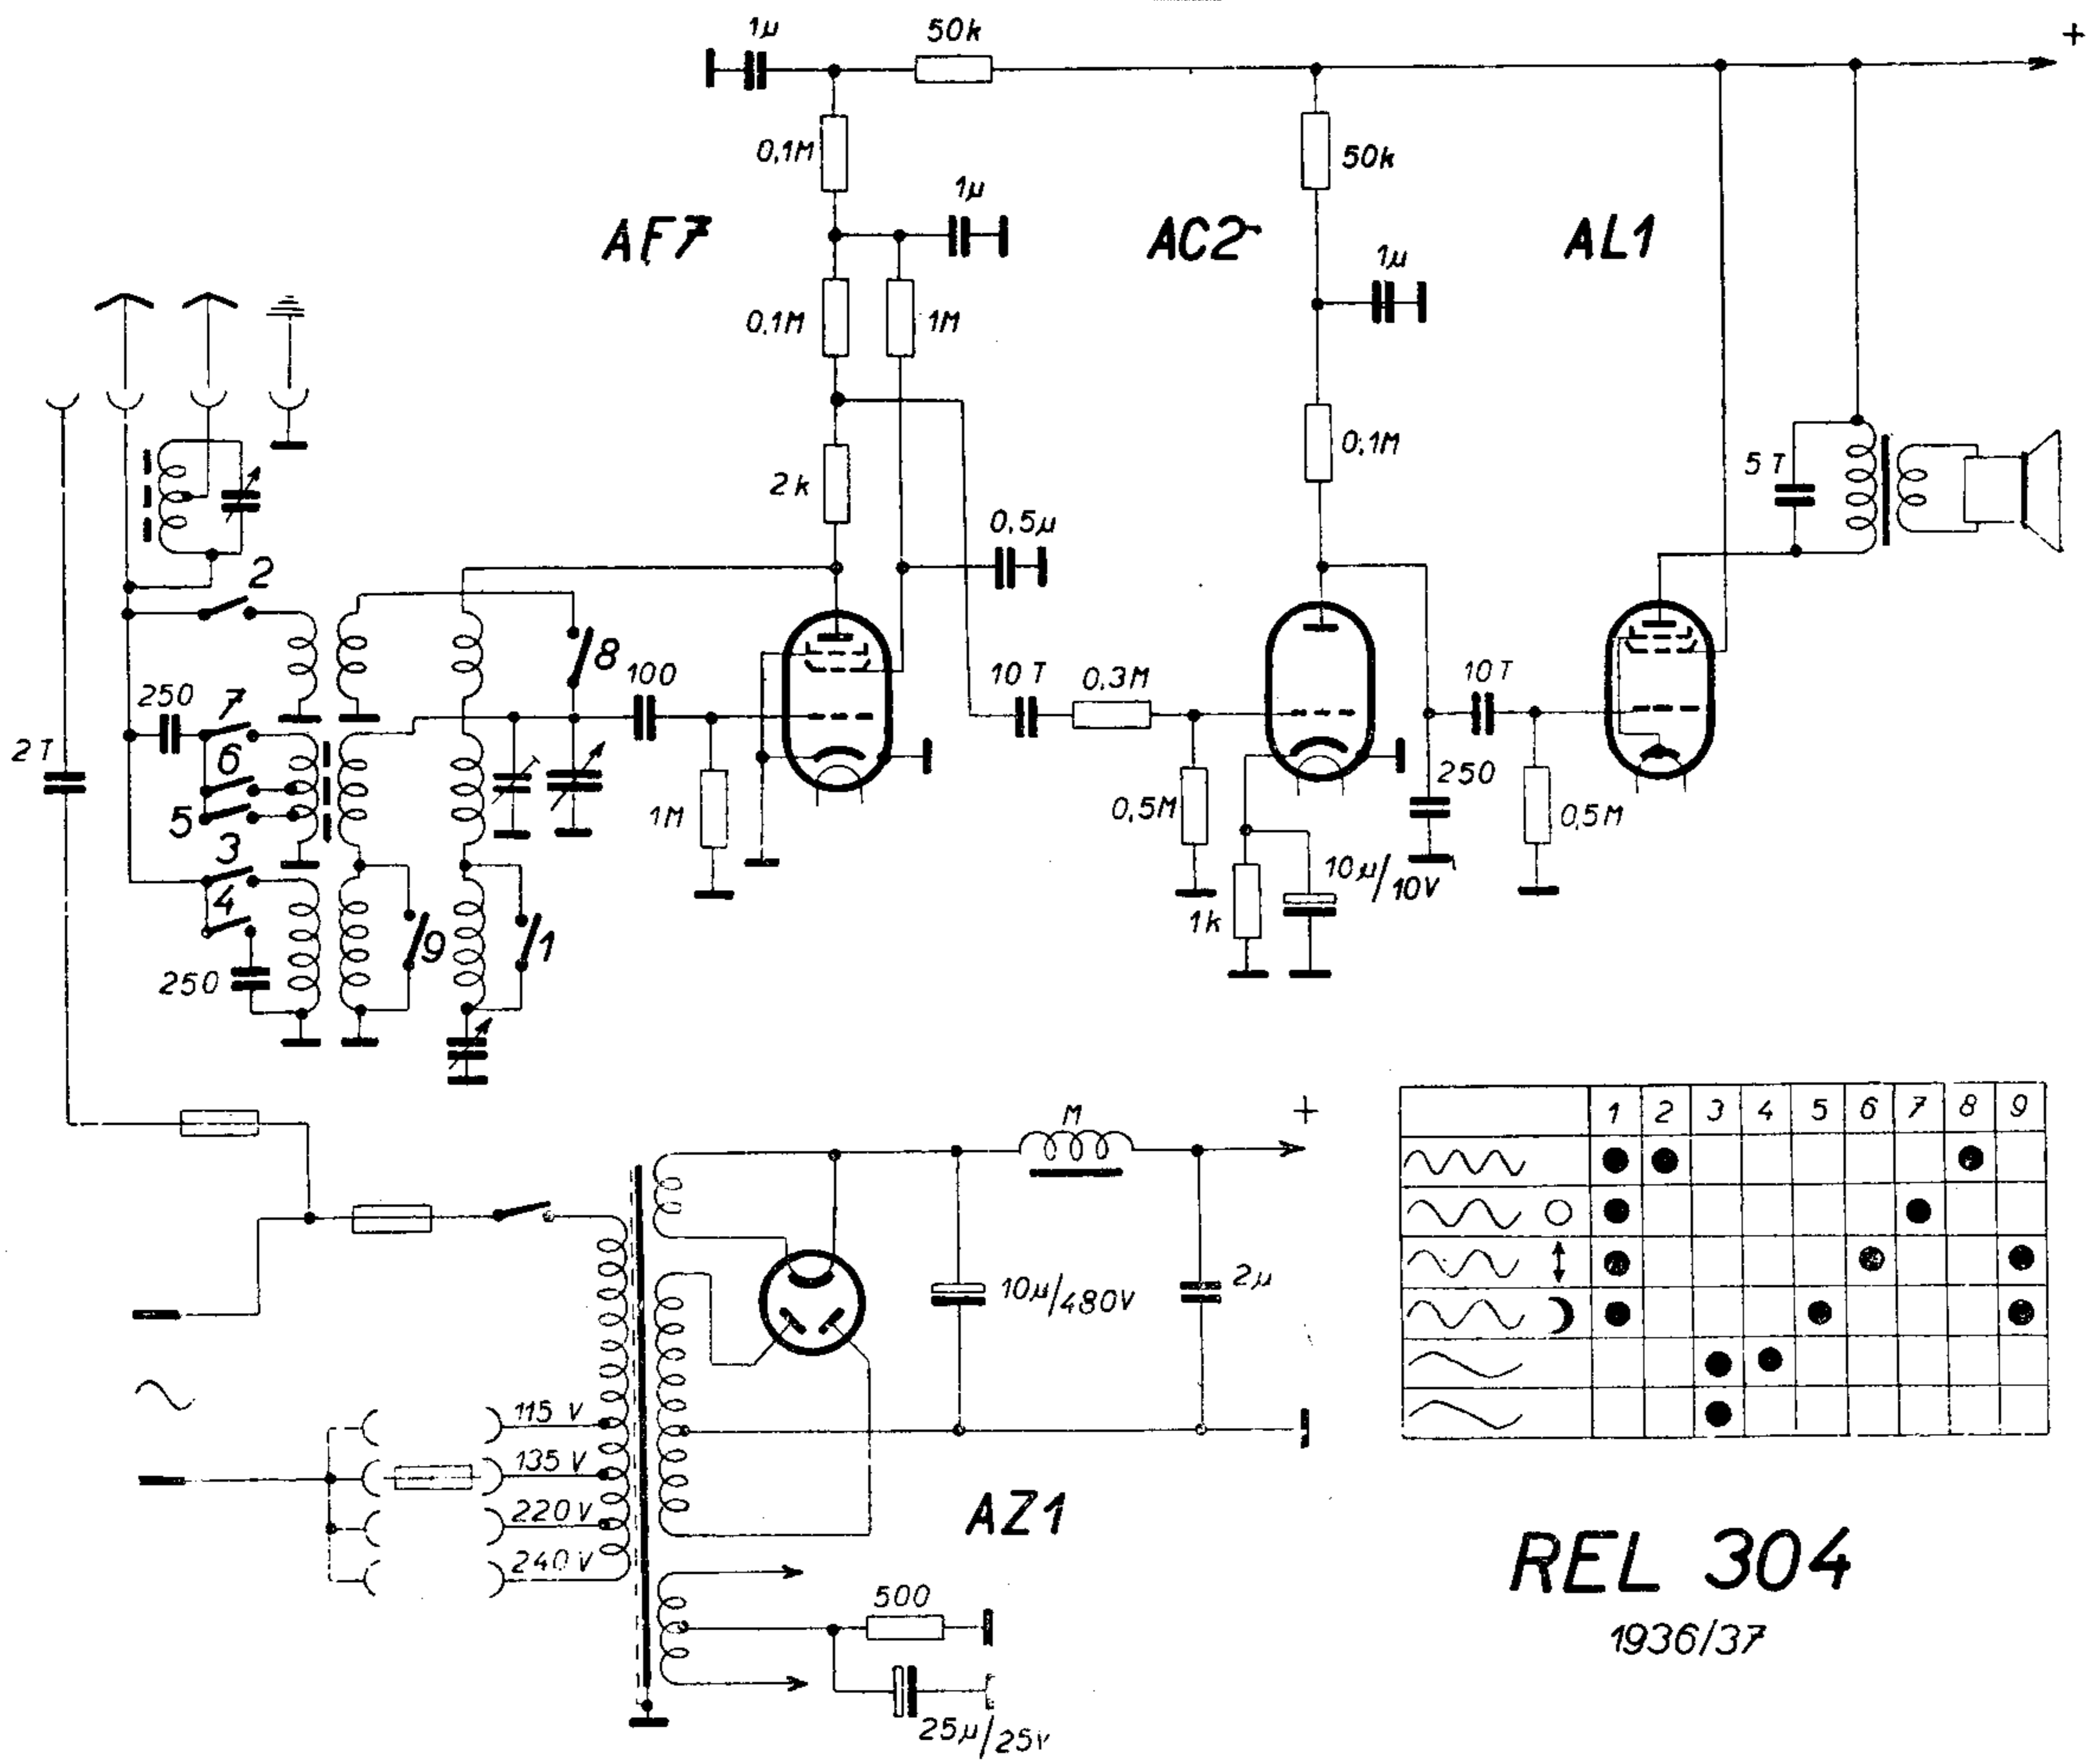 1µ
50k
+
0,1M
50k
1µ
AF7
AC2
AL1
1µ
0,1M
1M
0,1M
5T
2k
0,5µ
2
8
100
250
7
10T
0,3M
10T
2T
6
5
1M
0,5M
250
0,5M
3
4
10µ/10V
1k
9
1
250
M
+
1 2 3 4 5 6 7 8 9
10µ/480V
2µ
115 V
135 V
220 V
240 V
AZ1
REL 304
500
1936/37
25µ/25V